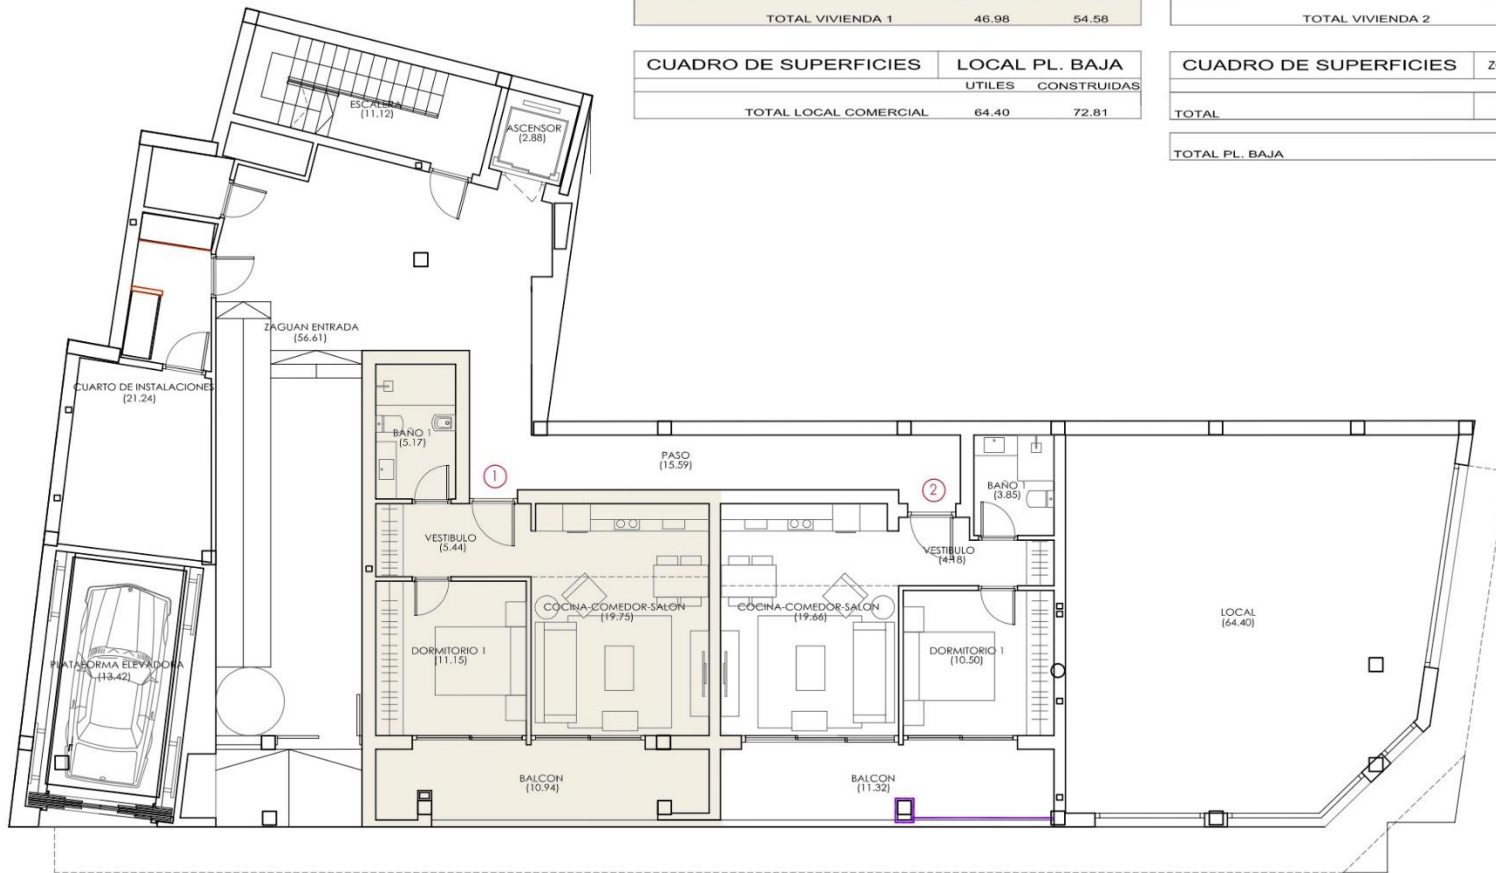 TOTAL VIVIENDA 1 46.98 54.58
TOTAL VIVIENDA 2
CUADRO DE SUPERFICIES LOCAL PL. BAJA
UTILES CONSTRUIDAS
TOTAL LOCAL COMERCIAL 64.40 72.81
CUADRO DE SUPERFICIES
TOTAL
TOTAL PL. BAJA
ESCALERA
(11.12)
ASCENSOR
(2.88)
ZAGUAN ENTRADA
(56.61)
CUARTO DE INSTALACIONES
(21.24)
BAÑO 1
(5.17)
PASO
(15.59)
1
2
BAÑO 1
(3.85)
VESTIBULO
(5.44)
VESTIBULO
(4.18)
COCINA-COMEDOR-SALON
(19.75)
COCINA-COMEDOR-SALON
(19.66)
LOCAL
(64.40)
DORMITORIO 1
(11.15)
DORMITORIO 1
(10.50)
PLATAFORMA ELEVADORA
(13.42)
BALCON
(10.94)
BALCON
(11.32)